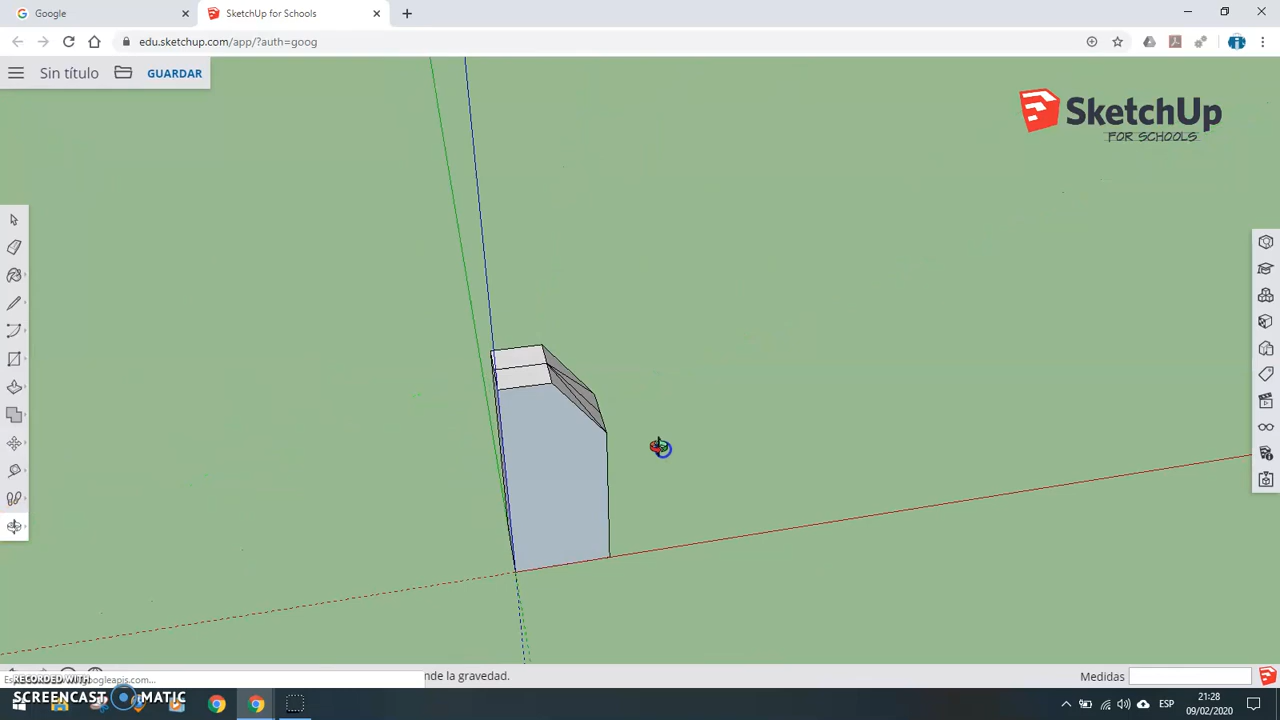 Google
SketchUp for Schools
edu.sketchup.com/app/?auth=goog
Sin título
GUARDAR
SketchUp
FOR SCHOOLS
nde la gravedad.
Medidas
RECORDED WITH
SCREENCAST MATIC
ESP
21:28
09/02/2020